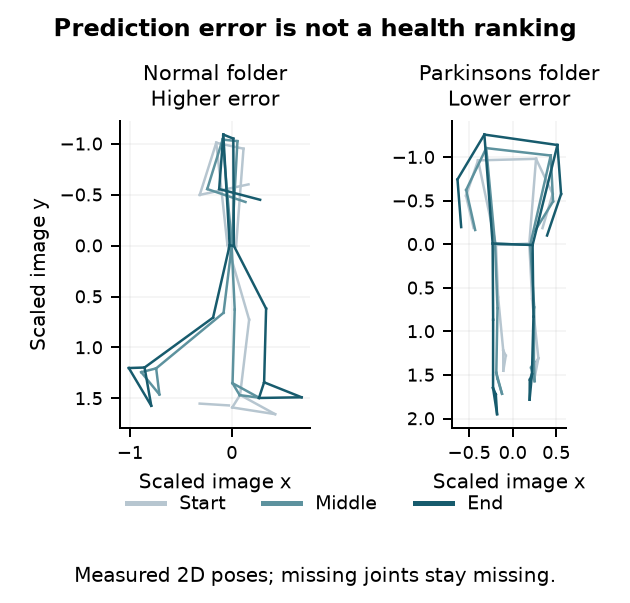 Prediction error is not a health ranking
Normal folder
Higher error
Parkinsons folder
Lower error
Scaled image y
−1.0
−0.5
0.0
0.5
1.0
1.5
−1
0
Scaled image x
−1.0
−0.5
0.0
0.5
1.0
1.5
2.0
−0.5
0.0
0.5
Scaled image x
Start
Middle
End
Measured 2D poses; missing joints stay missing.